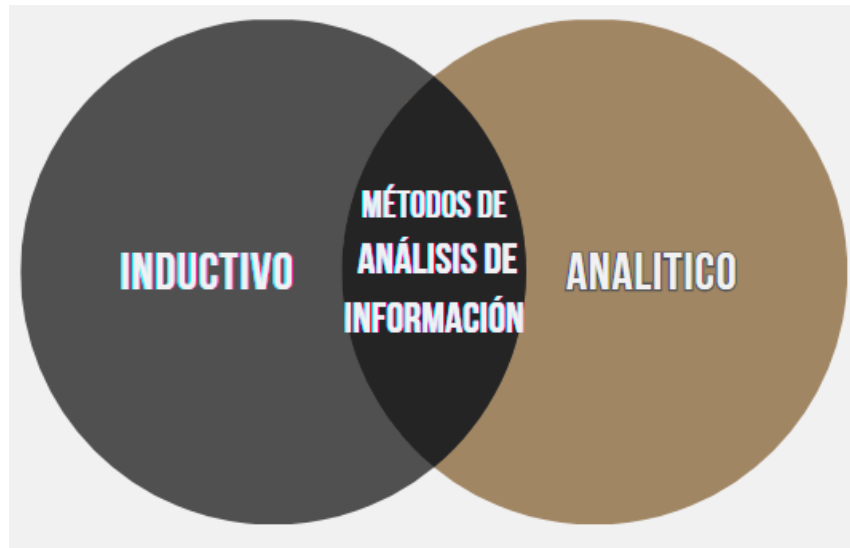 INDUCTIVO
MÉTODOS DE
ANÁLISIS DE
INFORMACIÓN
ANALITICO